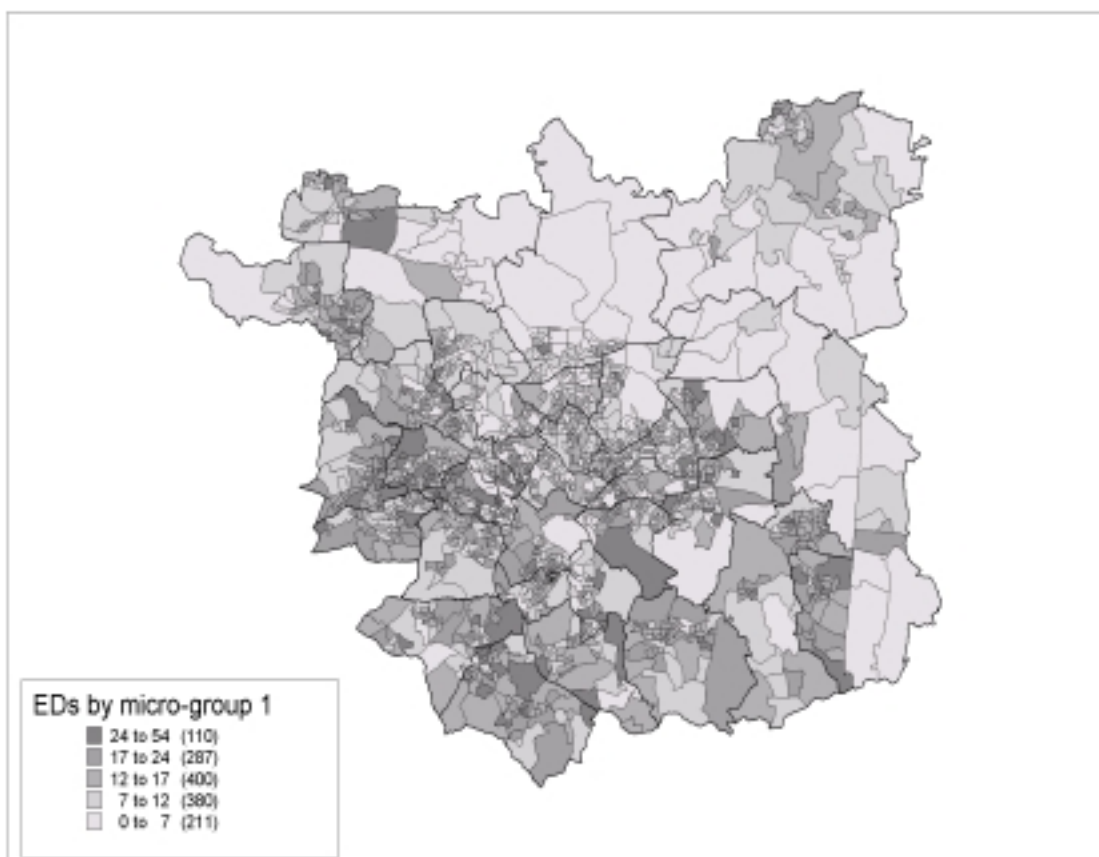 EDs by micro-group 1
24 to 54 (110)
17 to 24 (287)
12 to 17 (400)
7 to 12 (380)
0 to 7 (211)